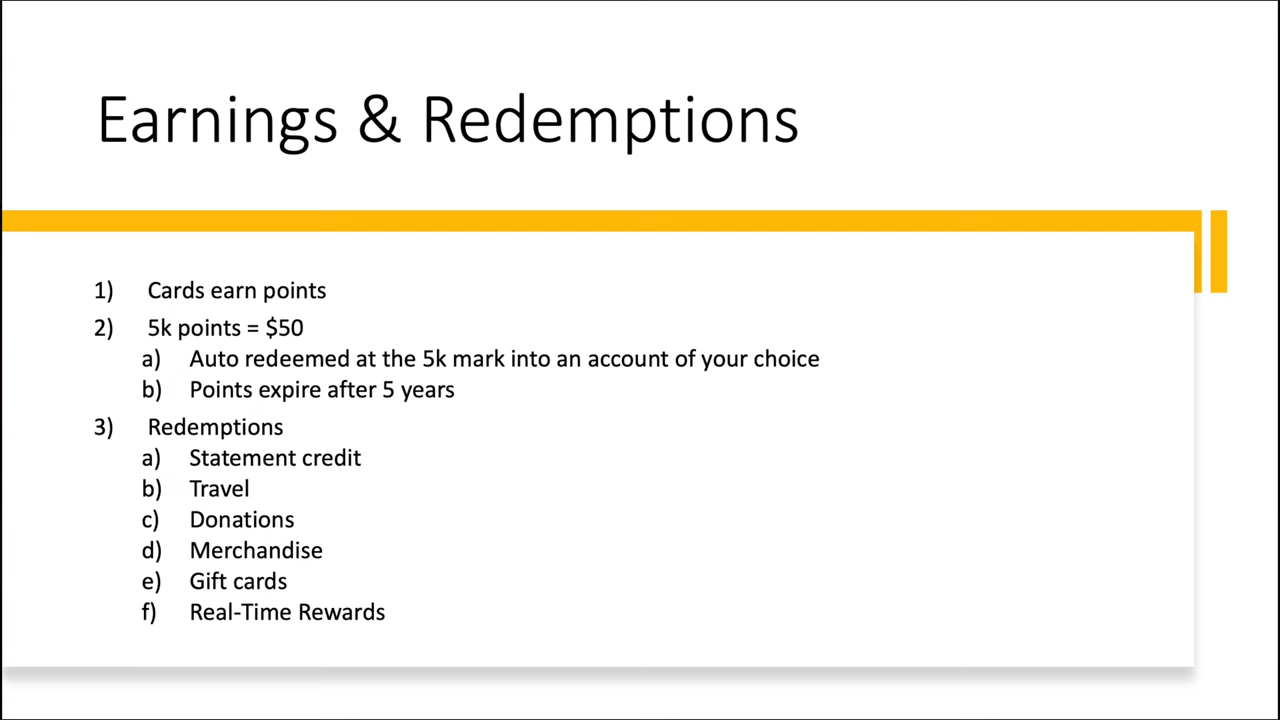 Earnings & Redemptions
1) Cards earn points
2) 5k points = $50
a) Auto redeemed at the 5k mark into an account of your choice
b) Points expire after 5 years
3) Redemptions
a) Statement credit
b) Travel
c) Donations
d) Merchandise
e) Gift cards
f) Real-Time Rewards